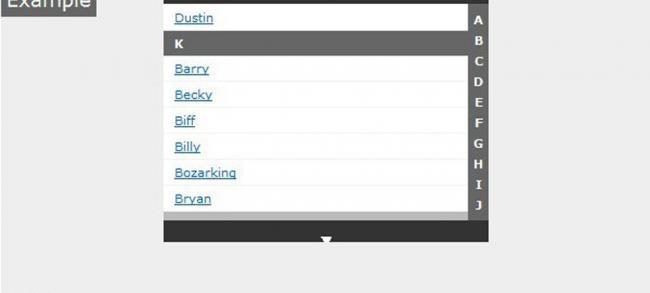 Example
Dustin
K
Barry
Becky
Biff
Billy
Bozarking
Bryan
A
B
C
D
E
F
G
H
I
J